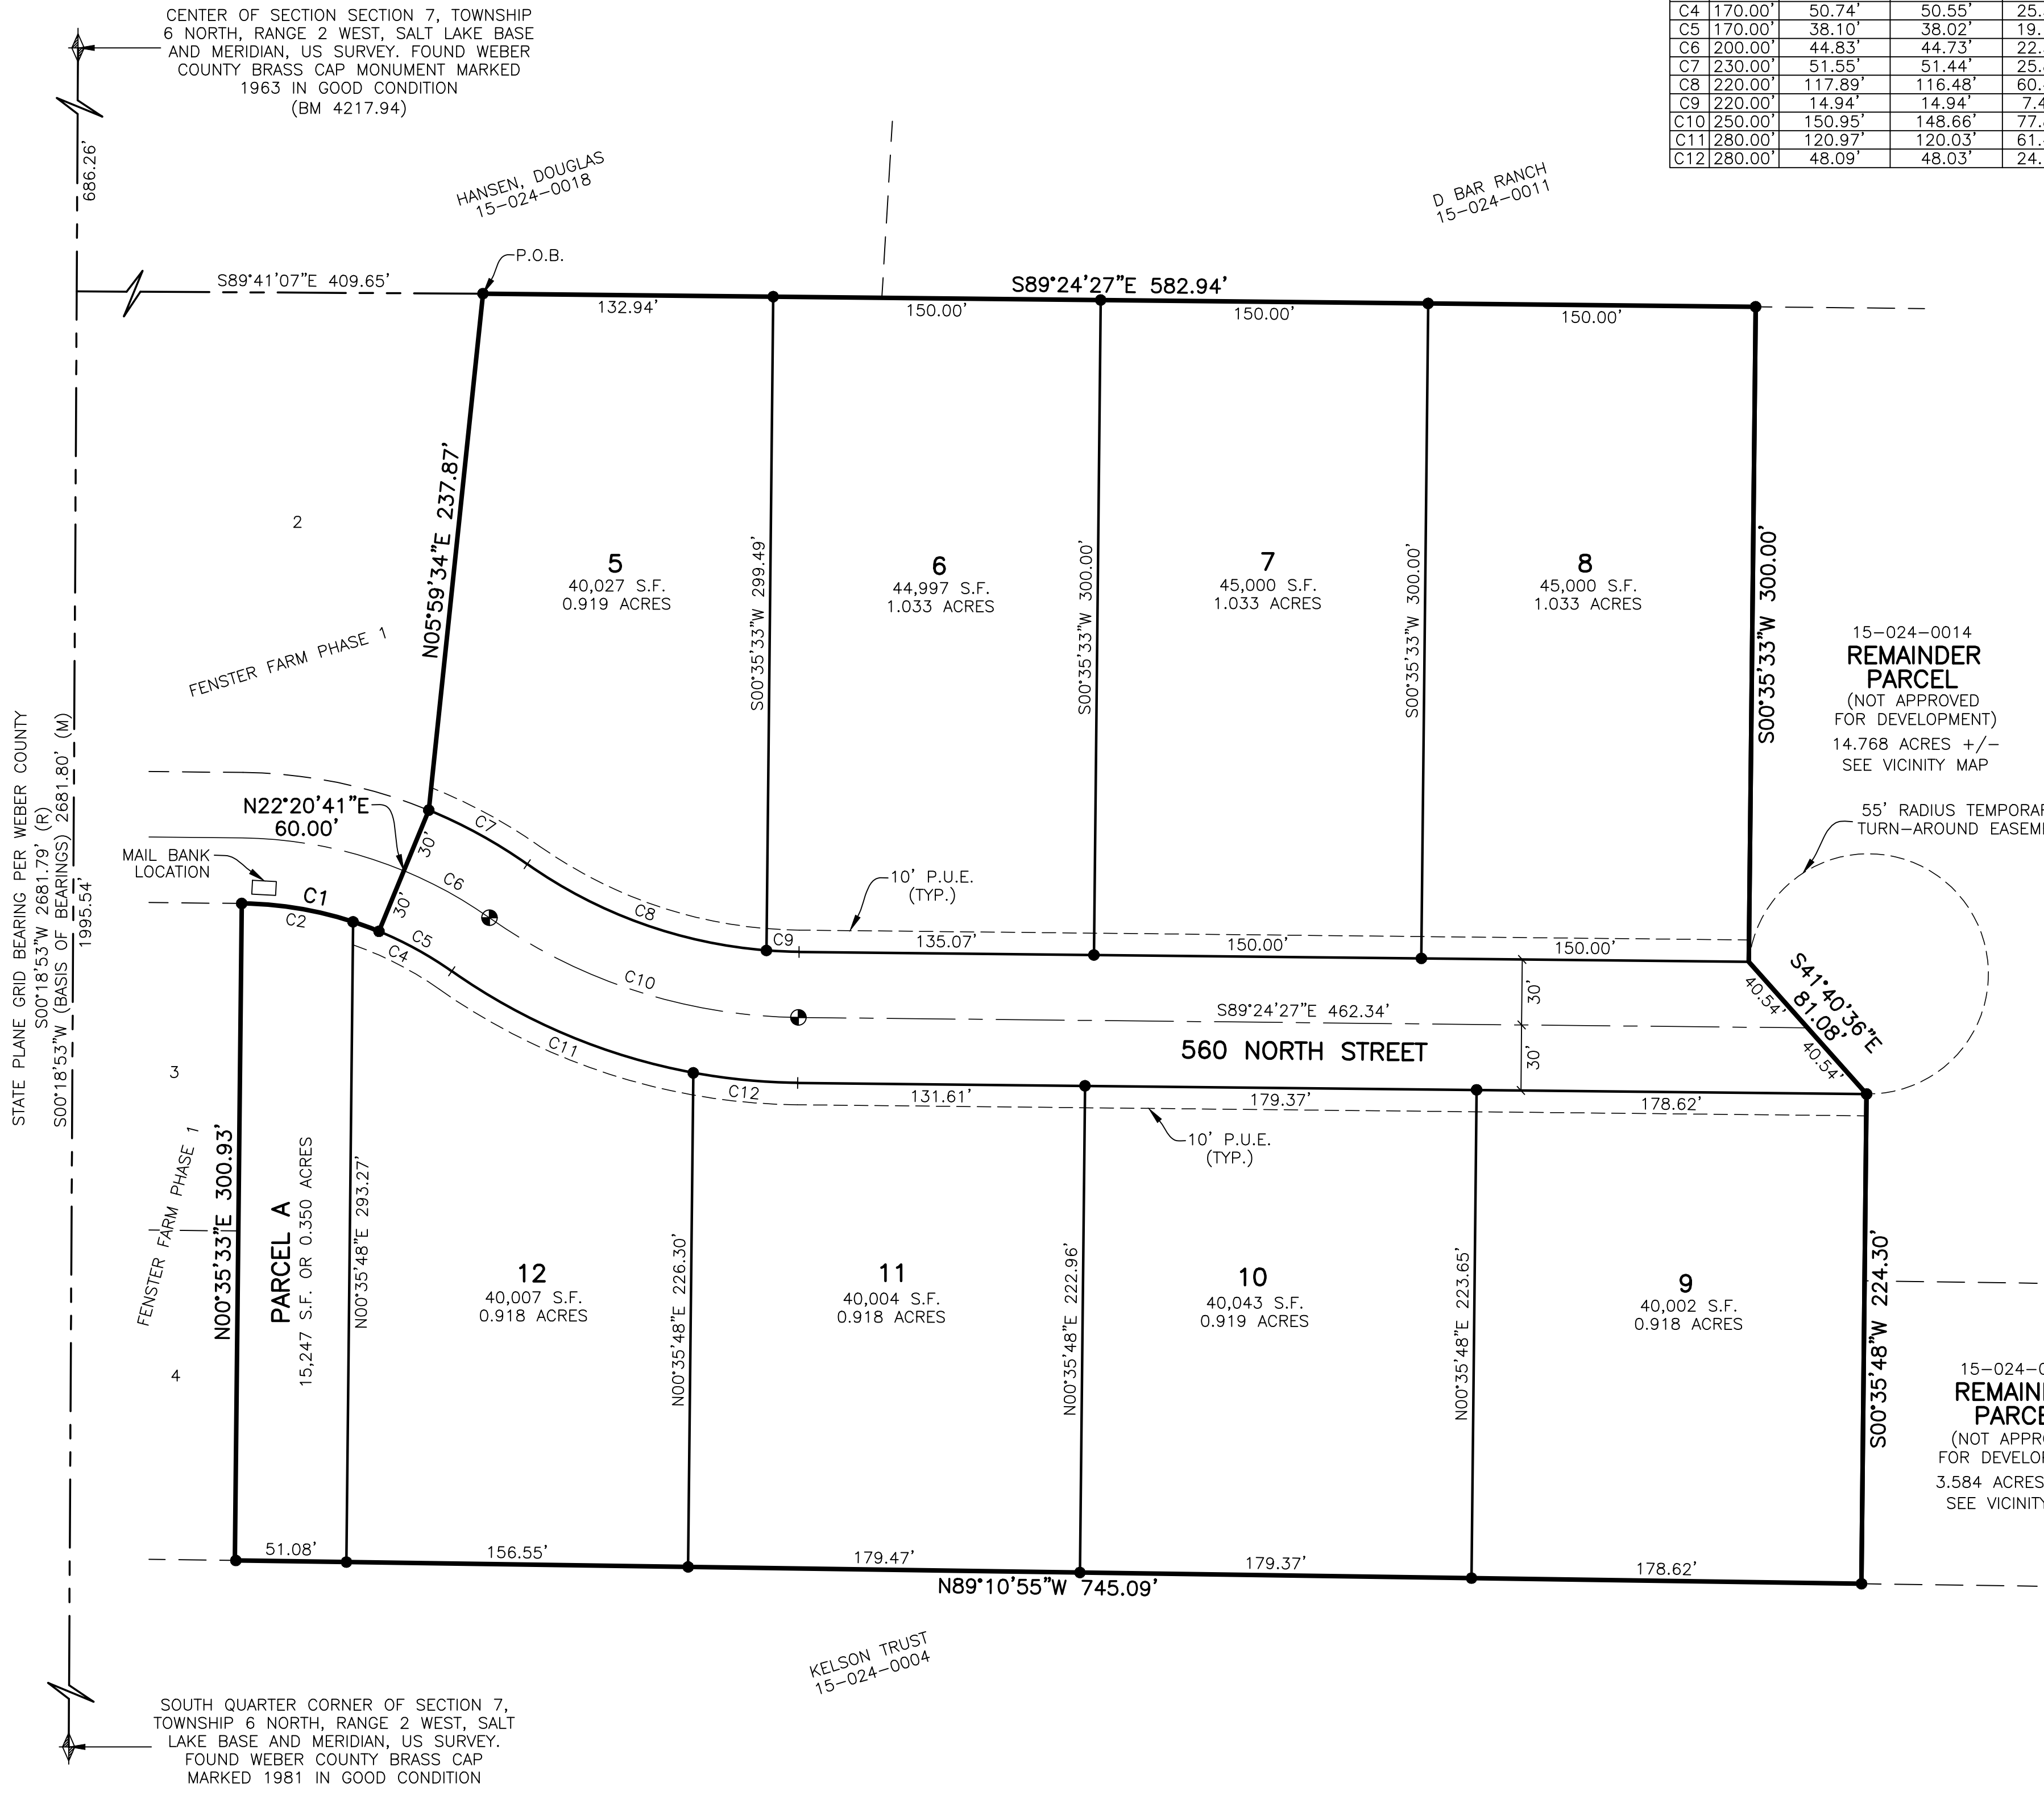 CENTER OF SECTION SECTION 7, TOWNSHIP
6 NORTH, RANGE 2 WEST, SALT LAKE BASE
AND MERIDIAN, US SURVEY. FOUND WEBER
COUNTY BRASS CAP MONUMENT MARKED
1963 IN GOOD CONDITION
(BM 4217.94)
C4 170.00' 50.74' 50.55' 25.
C5 170.00' 38.10' 38.02' 19.
C6 200.00' 44.83' 44.73' 22.
C7 230.00' 51.55' 51.44' 25.
C8 220.00' 117.89' 116.48' 60.
C9 220.00' 14.94' 14.94' 7.4
C10 250.00' 150.95' 148.66' 77.
C11 280.00' 120.97' 120.03' 61.
C12 280.00' 48.09' 48.03' 24.
686.26'
HANSEN, DOUGLAS
15-024-0018
D BAR RANCH
15-024-0011
P.O.B.
S89°41'07"E 409.65'
S89°24'27"E 582.94'
132.94'
150.00'
150.00'
150.00'
2
N05°59'34"E 237.87'
5
40,027 S.F.
0.919 ACRES
S00°35'33"W 299.49'
6
44,997 S.F.
1.033 ACRES
S00°35'33"W 300.00'
7
45,000 S.F.
1.033 ACRES
S00°35'33"W 300.00'
8
45,000 S.F.
1.033 ACRES
S00°35'33"W 300.00'
15-024-0014
REMAINDER
PARCEL
(NOT APPROVED
FOR DEVELOPMENT)
14.768 ACRES +/-
SEE VICINITY MAP
FENSTER FARM PHASE 1
STATE PLANE GRID BEARING PER WEBER COUNTY
S00°18'53"W 2681.79' (R)
S00°18'53"W (BASIS OF BEARINGS) 2681.80' (M)
1995.54'
N22°20'41"E
60.00'
MAIL BANK
LOCATION
30'
30'
C7
C6
C1
C2
C5
C4
C8
C9
C10
C11
C12
10' P.U.E.
(TYP.)
135.07'
150.00'
150.00'
55' RADIUS TEMPORAR
TURN-AROUND EASEM
S41°40'36"E
81.08'
40.54'
40.54'
S89°24'27"E 462.34'
30'
30'
560 NORTH STREET
131.61'
179.37'
178.62'
10' P.U.E.
(TYP.)
3
FENSTER FARM PHASE 1
4
N00°35'33"E 300.93'
PARCEL A
15,247 S.F. OR 0.350 ACRES
N00°35'48"E 293.27'
12
40,007 S.F.
0.918 ACRES
N00°35'48"E 226.30'
11
40,004 S.F.
0.918 ACRES
N00°35'48"E 222.96'
10
40,043 S.F.
0.919 ACRES
N00°35'48"E 223.65'
9
40,002 S.F.
0.918 ACRES
S00°35'48"W 224.30'
15-024-0
REMAIN
PARCE
(NOT APPR
FOR DEVELO
3.584 ACRES
SEE VICINITY
51.08'
156.55'
179.47'
179.37'
178.62'
N89°10'55"W 745.09'
KELSON TRUST
15-024-0004
SOUTH QUARTER CORNER OF SECTION 7,
TOWNSHIP 6 NORTH, RANGE 2 WEST, SALT
LAKE BASE AND MERIDIAN, US SURVEY.
FOUND WEBER COUNTY BRASS CAP
MARKED 1981 IN GOOD CONDITION